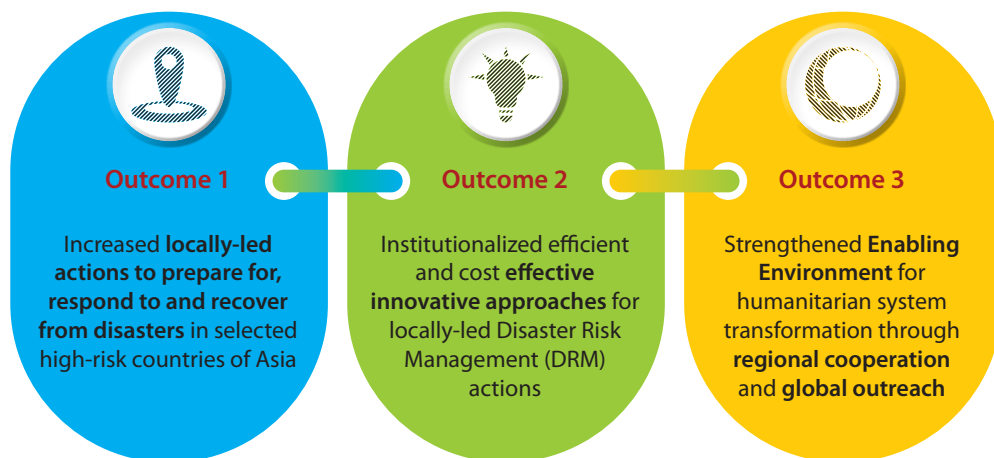 Outcome 1
Increased locally-led
actions to prepare for,
respond to and recover
from disasters in selected
high-risk countries of Asia
Outcome 2
Institutionalized efficient
and cost effective
innovative approaches for
locally-led Disaster Risk
Management (DRM)
actions
Outcome 3
Strengthened Enabling
Environment for
humanitarian system
transformation through
regional cooperation
and global outreach